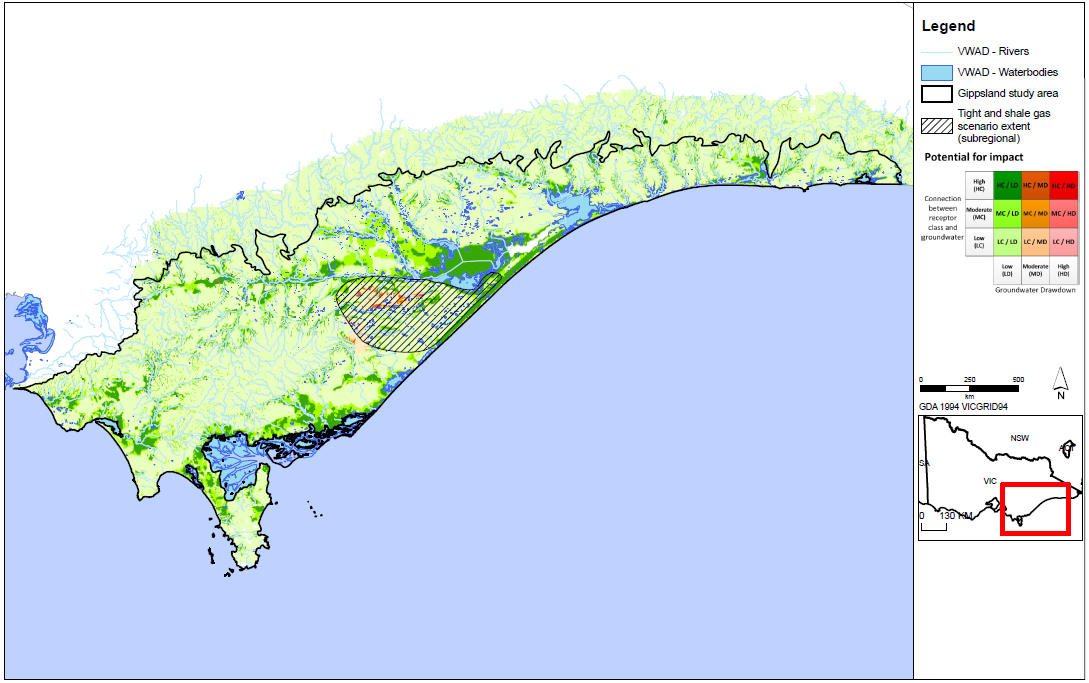 Legend
VWAD - Rivers
VWAD - Waterbodies
Gippsland study area
Tight and shale gas
scenario extent
(subregional)
Potential for impact
Connection
between
receptor
class and
groundwater
High
(HC)
HC / LD
HC / MD
HC / HD
Moderate
(MC)
MC / LD
MC / MD
MC / HD
Low
(LC)
LC / LD
LC / MD
LC / HD
Low
(LD)
Moderate
(MD)
High
(HD)
Groundwater Drawdown
0 250 500
km
N
GDA 1994 VICGRID94
NSW
SA
VIC
0 130 KM